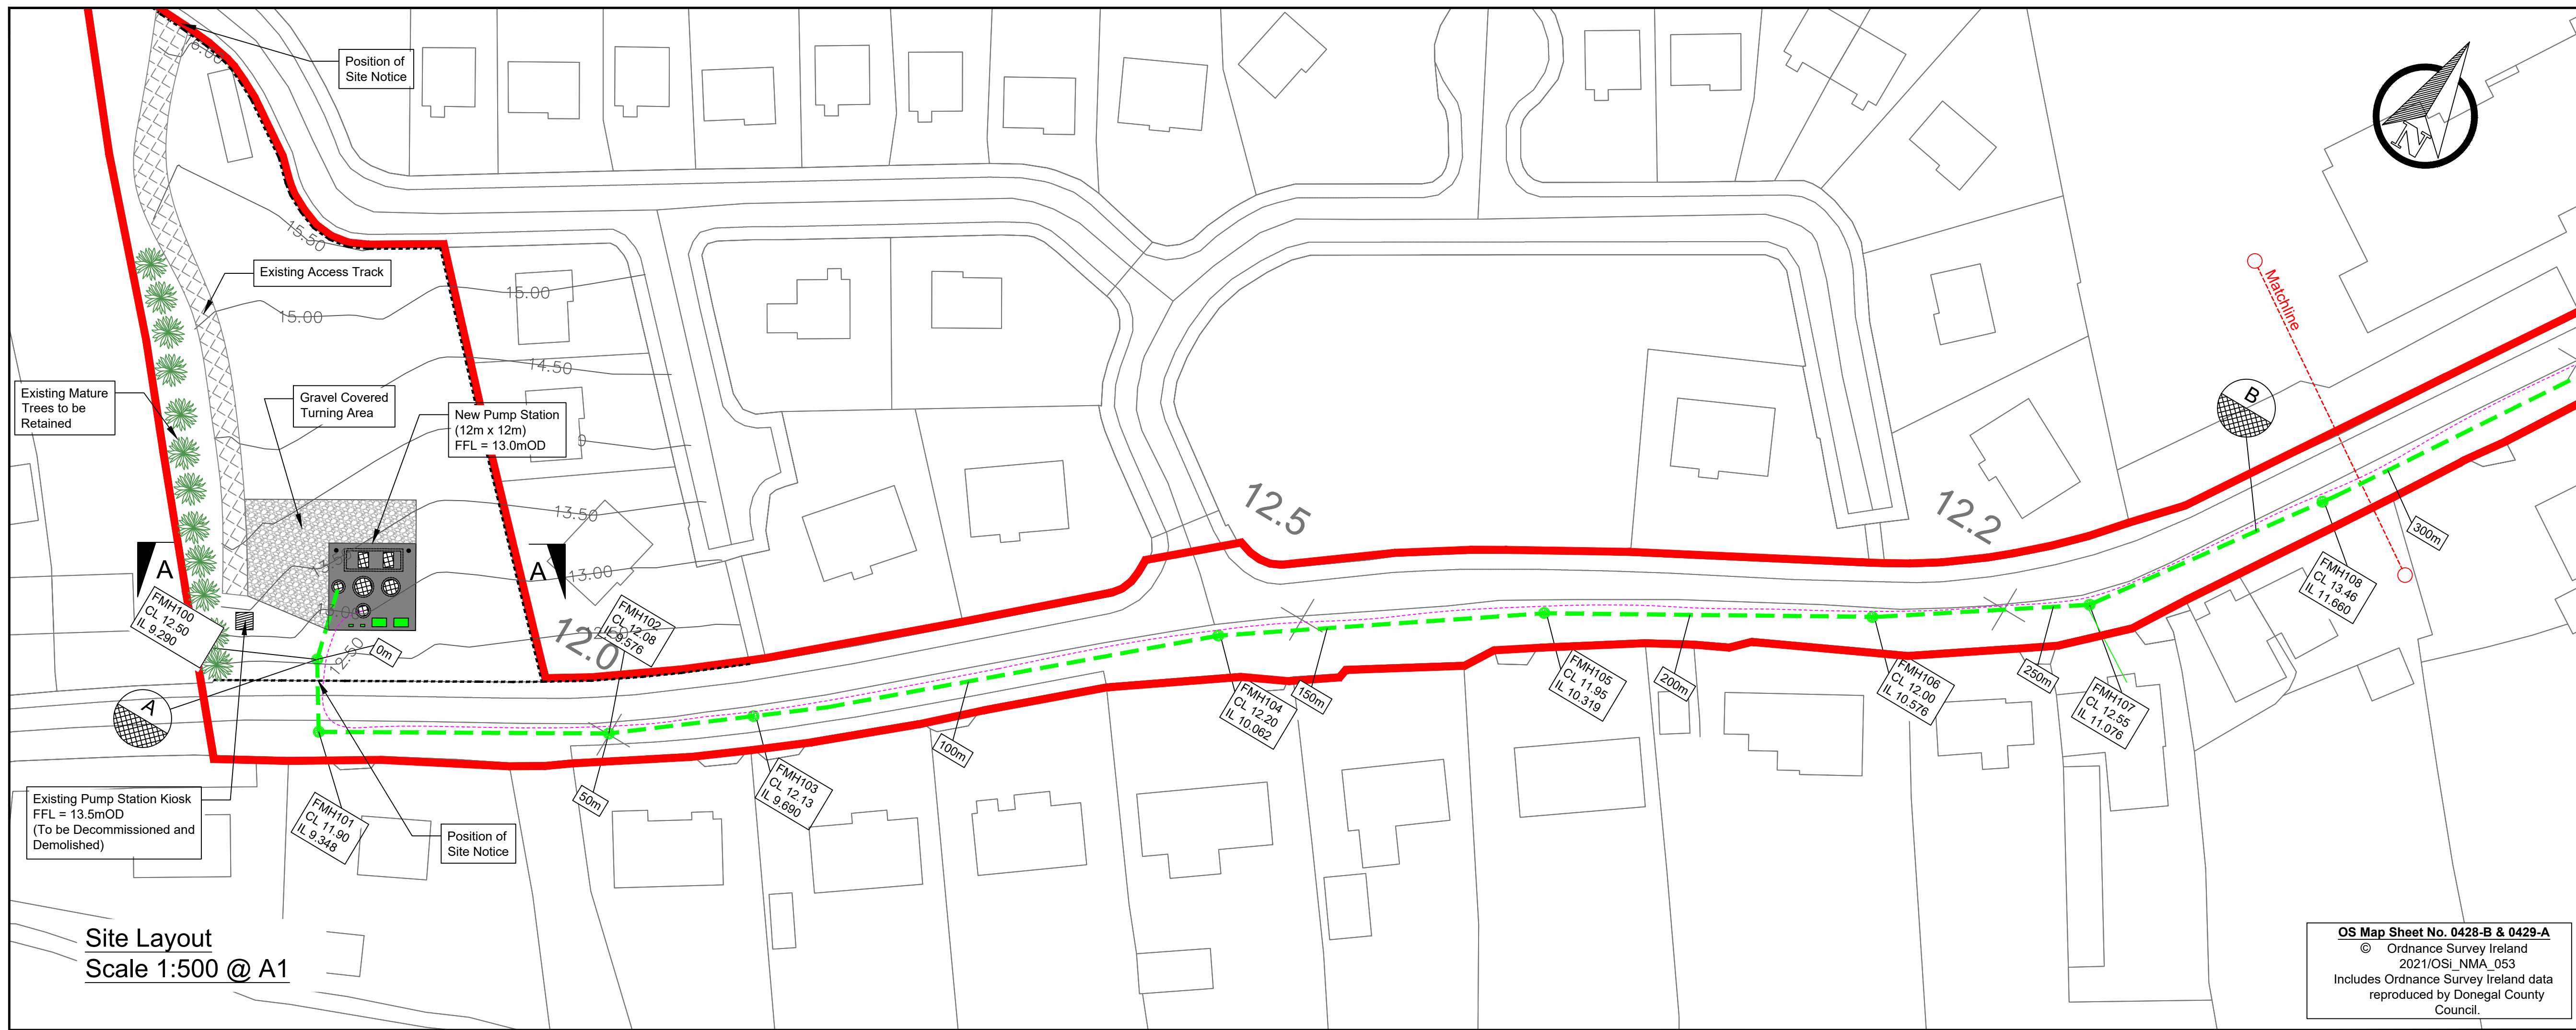 Position of
Site Notice
15.50
Existing Access Track
15.00
15.00
14.50
Existing Mature
Trees to be
Retained
Gravel Covered
Turning Area
New Pump Station
(12m x 12m)
FFL = 13.0mOD
13.50
13.00
12.50
A
A
FMH100
CL 12.50
IL 9.290
0m
A
12.0
FMH102
CL 12.08
IL 9.576
Existing Pump Station Kiosk
FFL = 13.5mOD
(To be Decommissioned and
Demolished)
FMH101
CL 11.90
IL 9.348
Position of
Site Notice
50m
FMH103
CL 12.13
IL 9.690
100m
12.5
FMH104
CL 12.20
IL 10.062
150m
FMH105
CL 11.95
IL 10.319
200m
12.2
FMH106
CL 12.00
IL 10.576
250m
FMH107
CL 12.55
IL 11.076
B
FMH108
CL 13.46
IL 11.660
300m
Matchline
N
Site Layout
Scale 1:500 @ A1
OS Map Sheet No. 0428-B & 0429-A
© Ordnance Survey Ireland
2021/OSi_NMA_053
Includes Ordnance Survey Ireland data
reproduced by Donegal County
Council.